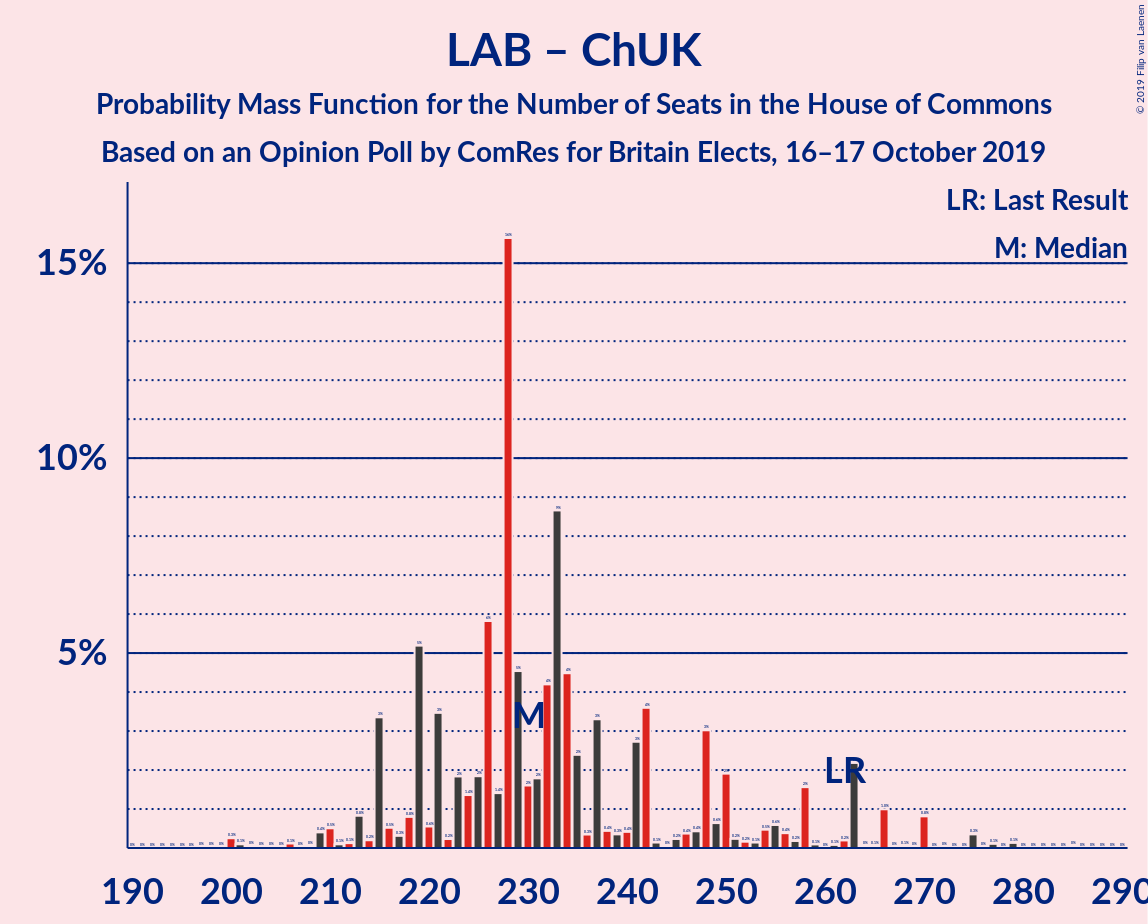 LAB – ChUK
Probability Mass Function for the Number of Seats in the House of Commons
Based on an Opinion Poll by ComRes for Britain Elects, 16–17 October 2019
© 2019 Filip van Laenen
LR: Last Result
M: Median
15%
10%
5%
M
LR
190 200 210 220 230 240 250 260 270 280 290